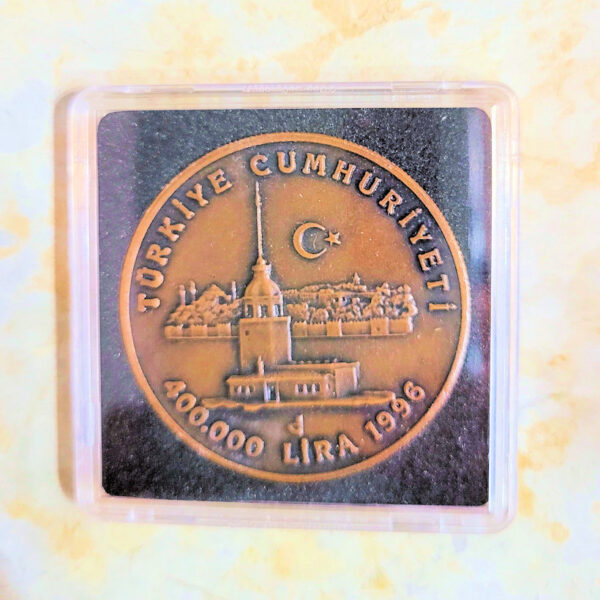 TÜRKİYE CUMHURİYETİ
400.000 LİRA 1996
d